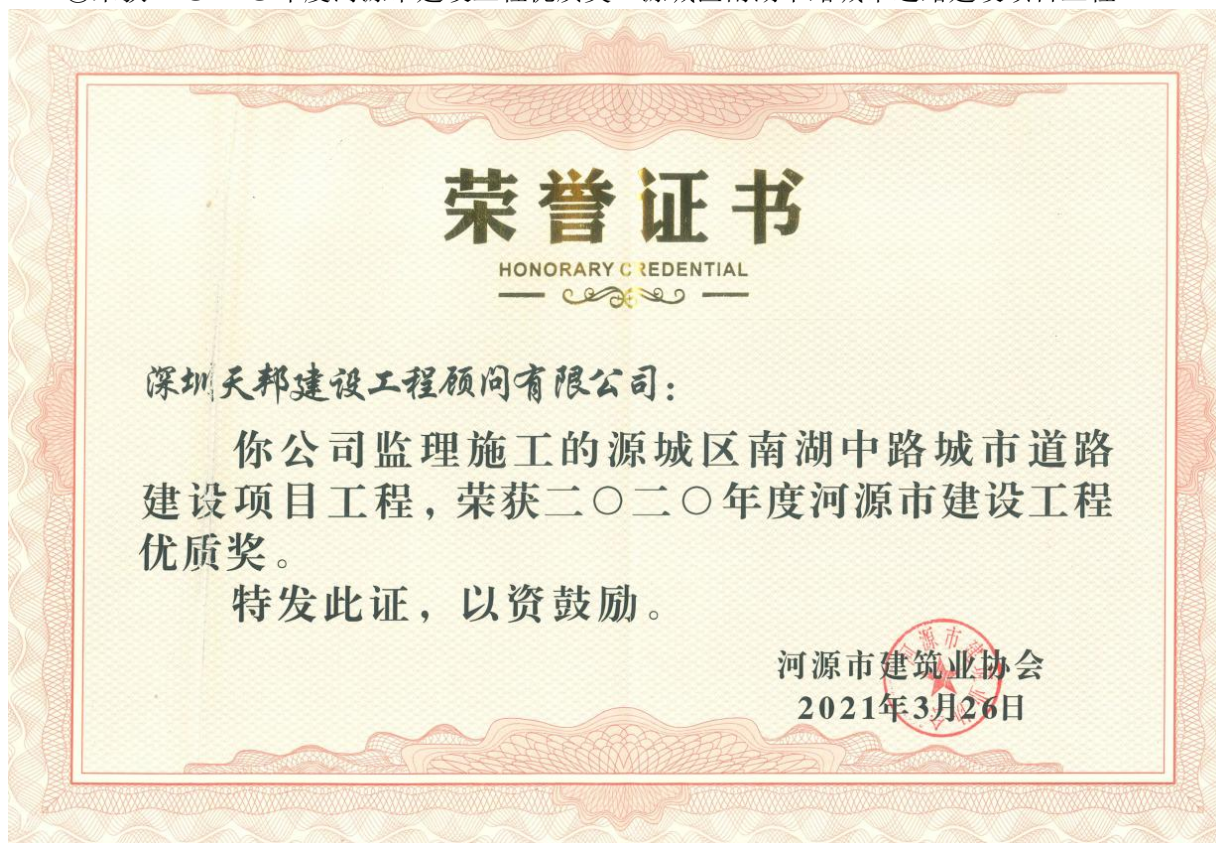 荣誉证书
HONORARY CREDENTIAL
深圳天邦建设工程顾问有限公司：
你公司监理施工的源城区南湖中路城市道路
建设项目工程，荣获二〇二〇年度河源市建设工程
优质奖。
特发此证，以资鼓励。
河源市建筑业协会
2021年3月26日